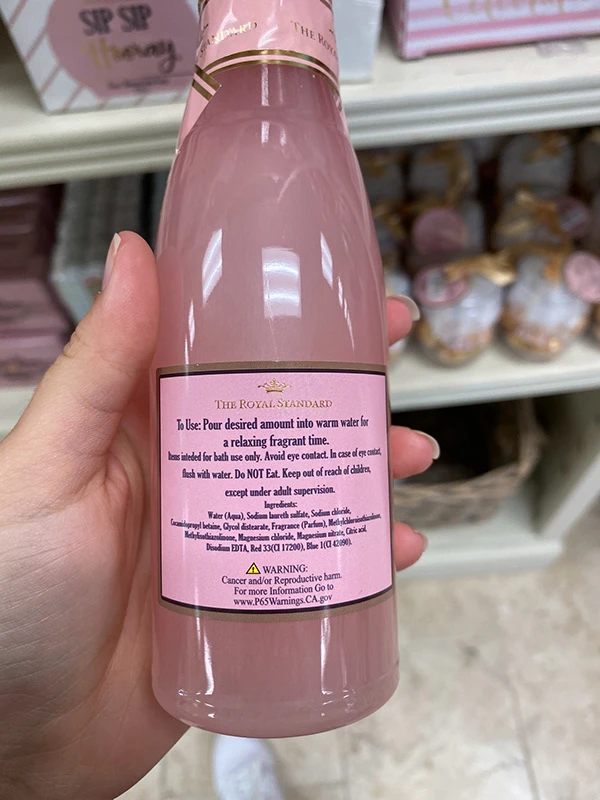 SIP SIP
Hooray
THE ROYAL STANDARD
To Use: Pour desired amount into warm water for
a relaxing fragrant time.
Items inteded for bath use only. Avoid eye contact. In case of eye contact,
flush with water. Do NOT Eat. Keep out of reach of children,
except under adult supervision.
Ingredients:
Water (Aqua), Sodium laureth sulfate, Sodium chloride,
Cocamidopropyl betaine, Glycol distearate, Fragrance (Parfum), Methylchloroisothiazolinone,
Methylisothiazolinone, Magnesium chloride, Magnesium nitrate, Citric acid,
Disodium EDTA, Red 33(CI 17200), Blue 1(CI 42090).
⚠ WARNING:
Cancer and/or Reproductive harm.
For more Information Go to
www.P65Warnings.CA.gov